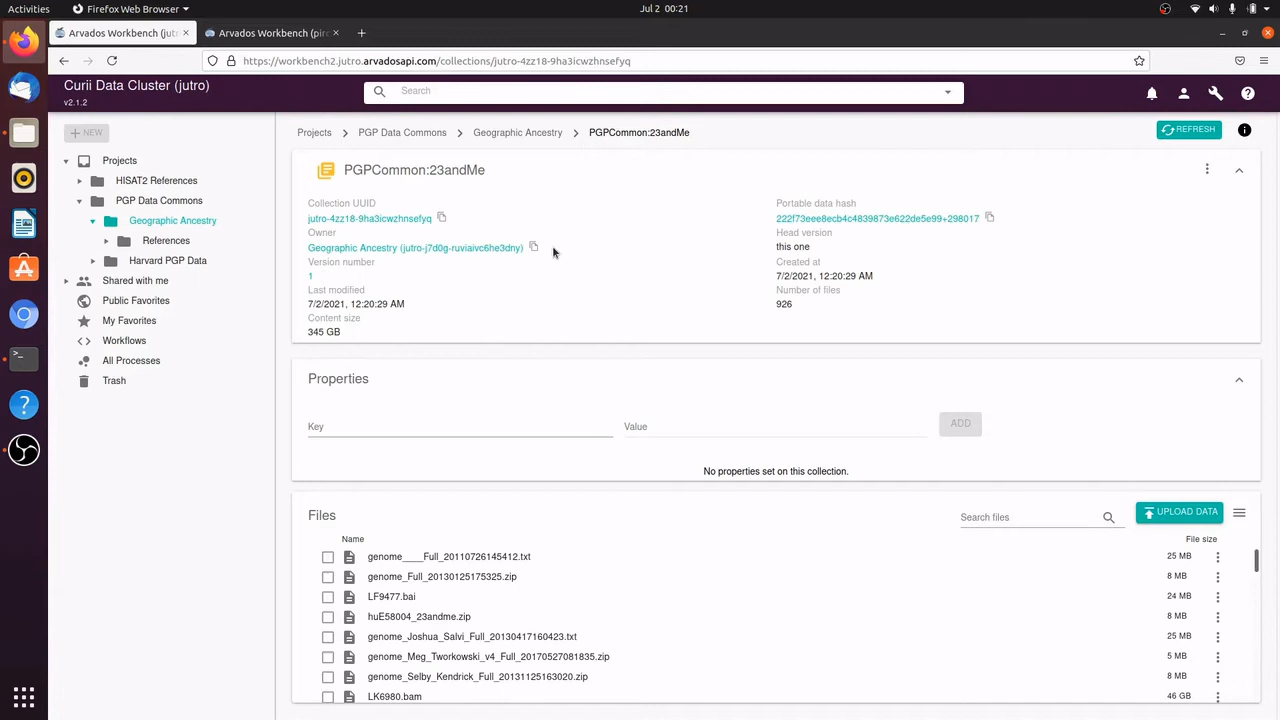 Activities
Firefox Web Browser
Jul 2 00:21
Arvados Workbench (jutr
Arvados Workbench (pirc
https://workbench2.jutro.arvadosapi.com/collections/jutro-4zz18-9ha3icwzhnsefyq
Curii Data Cluster (jutro)
v2.1.2
Search
+ NEW
Projects
HISAT2 References
PGP Data Commons
Geographic Ancestry
References
Harvard PGP Data
Shared with me
Public Favorites
My Favorites
Workflows
All Processes
Trash
Projects > PGP Data Commons > Geographic Ancestry > PGPCommon:23andMe
REFRESH
PGPCommon:23andMe
Collection UUID
jutro-4zz18-9ha3icwzhnsefyq
Owner
Geographic Ancestry (jutro-j7d0g-ruviaivc6he3dny)
Version number
1
Last modified
7/2/2021, 12:20:29 AM
Content size
345 GB
Portable data hash
222f73eee8ecb4c4839873e622de5e99+298017
Head version
this one
Created at
7/2/2021, 12:20:29 AM
Number of files
926
Properties
Key
Value
ADD
No properties set on this collection.
Files
Search files
UPLOAD DATA
Name
File size
genome____Full_20110726145412.txt 25 MB
genome_Full_20130125175325.zip 8 MB
LF9477.bai 24 MB
huE58004_23andme.zip 8 MB
genome_Joshua_Salvi_Full_20130417160423.txt 25 MB
genome_Meg_Tworkowski_v4_Full_20170527081835.zip 5 MB
genome_Selby_Kendrick_Full_20131125163020.zip 8 MB
LK6980.bam 46 GB